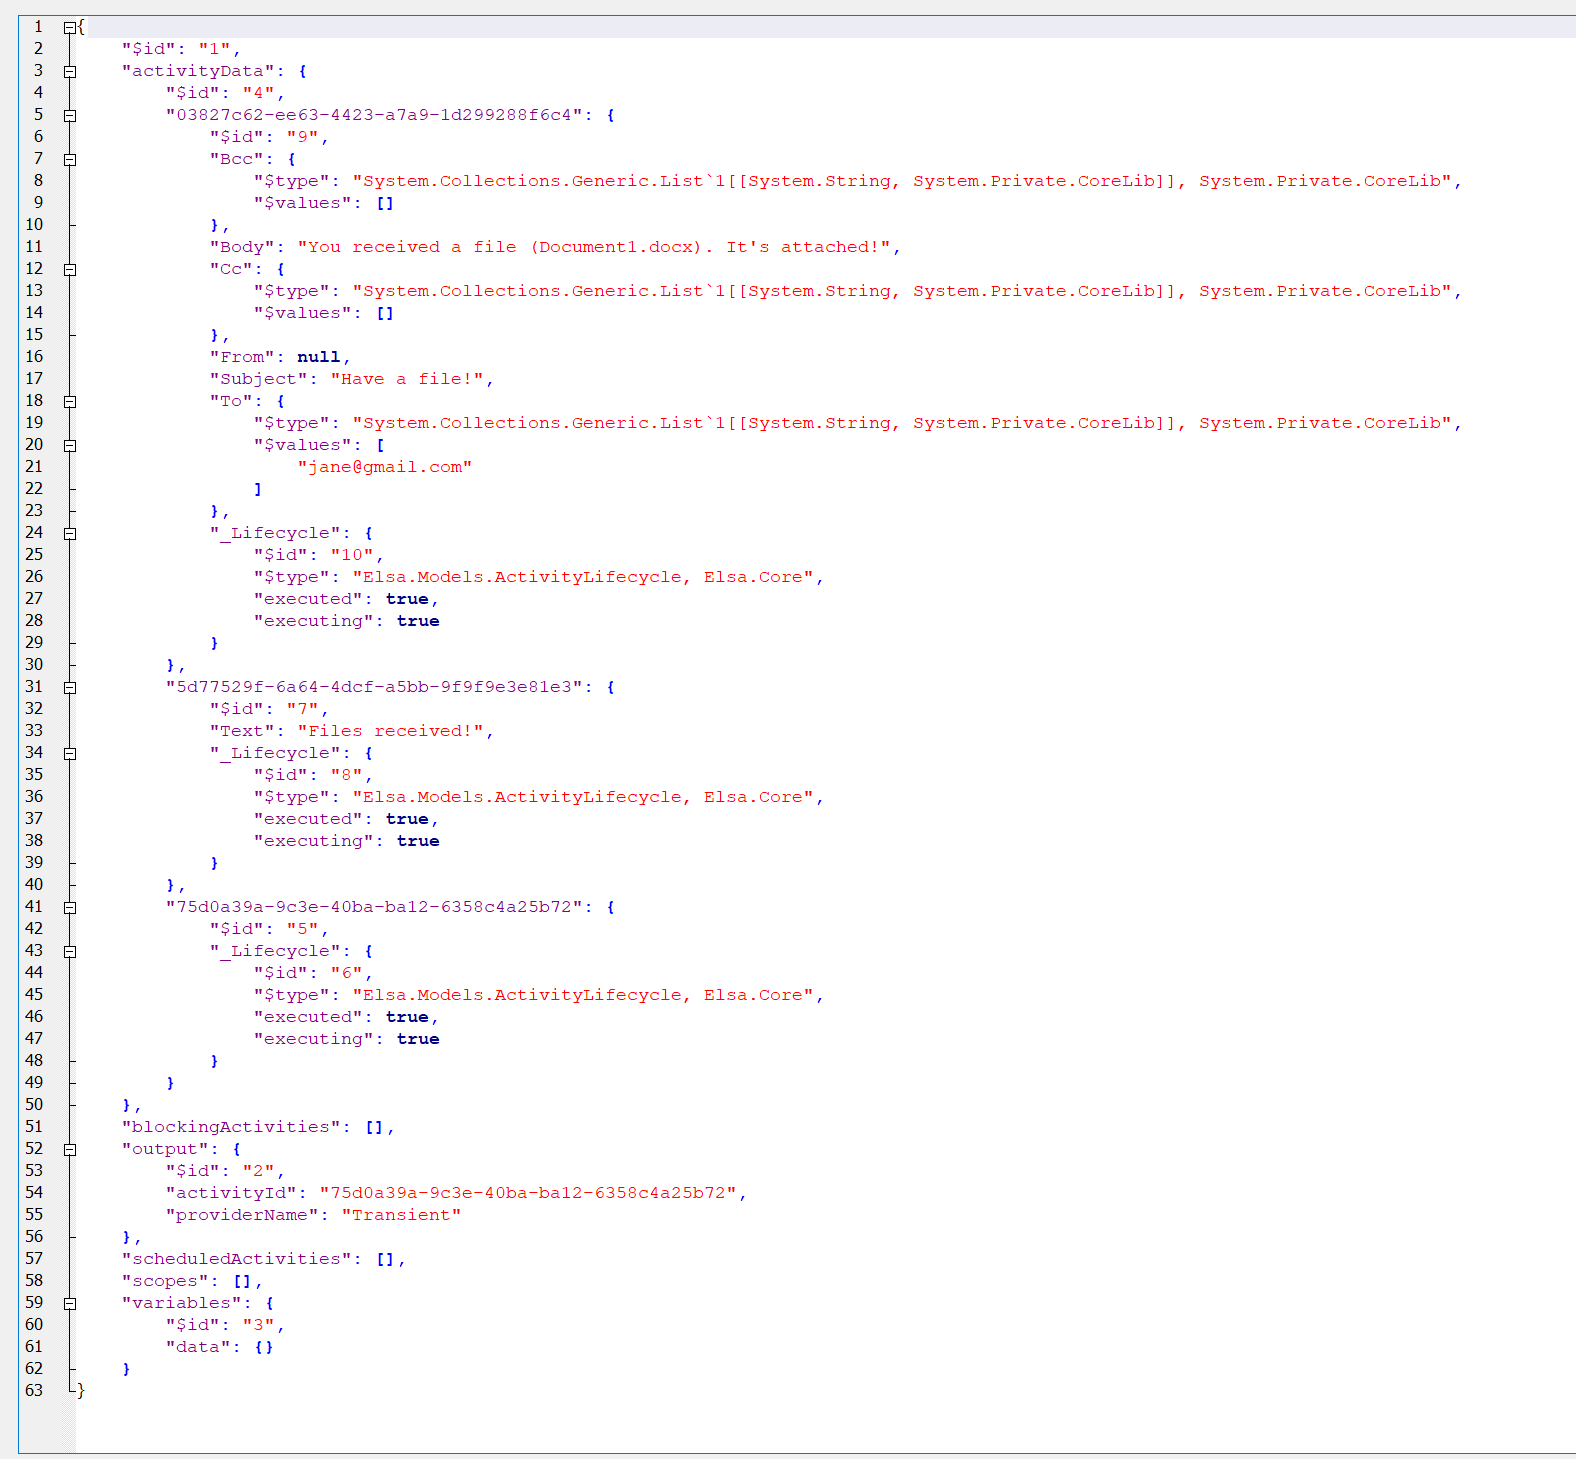 1 {
2     "$id": "1",
3     "activityData": {
4         "$id": "4",
5         "03827c62-ee63-4423-a7a9-1d299288f6c4": {
6             "$id": "9",
7             "Bcc": {
8                 "$type": "System.Collections.Generic.List`1[[System.String, System.Private.CoreLib]], System.Private.CoreLib",
9                 "$values": []
10             },
11             "Body": "You received a file (Document1.docx). It's attached!",
12             "Cc": {
13                 "$type": "System.Collections.Generic.List`1[[System.String, System.Private.CoreLib]], System.Private.CoreLib",
14                 "$values": []
15             },
16             "From": null,
17             "Subject": "Have a file!",
18             "To": {
19                 "$type": "System.Collections.Generic.List`1[[System.String, System.Private.CoreLib]], System.Private.CoreLib",
20                 "$values": [
21                     "jane@gmail.com"
22                 ]
23             },
24             "_Lifecycle": {
25                 "$id": "10",
26                 "$type": "Elsa.Models.ActivityLifecycle, Elsa.Core",
27                 "executed": true,
28                 "executing": true
29             }
30         },
31         "5d77529f-6a64-4dcf-a5bb-9f9f9e3e81e3": {
32             "$id": "7",
33             "Text": "Files received!",
34             "_Lifecycle": {
35                 "$id": "8",
36                 "$type": "Elsa.Models.ActivityLifecycle, Elsa.Core",
37                 "executed": true,
38                 "executing": true
39             }
40         },
41         "75d0a39a-9c3e-40ba-ba12-6358c4a25b72": {
42             "$id": "5",
43             "_Lifecycle": {
44                 "$id": "6",
45                 "$type": "Elsa.Models.ActivityLifecycle, Elsa.Core",
46                 "executed": true,
47                 "executing": true
48             }
49         }
50     },
51     "blockingActivities": [],
52     "output": {
53         "$id": "2",
54         "activityId": "75d0a39a-9c3e-40ba-ba12-6358c4a25b72",
55         "providerName": "Transient"
56     },
57     "scheduledActivities": [],
58     "scopes": [],
59     "variables": {
60         "$id": "3",
61         "data": {}
62     }
63 }